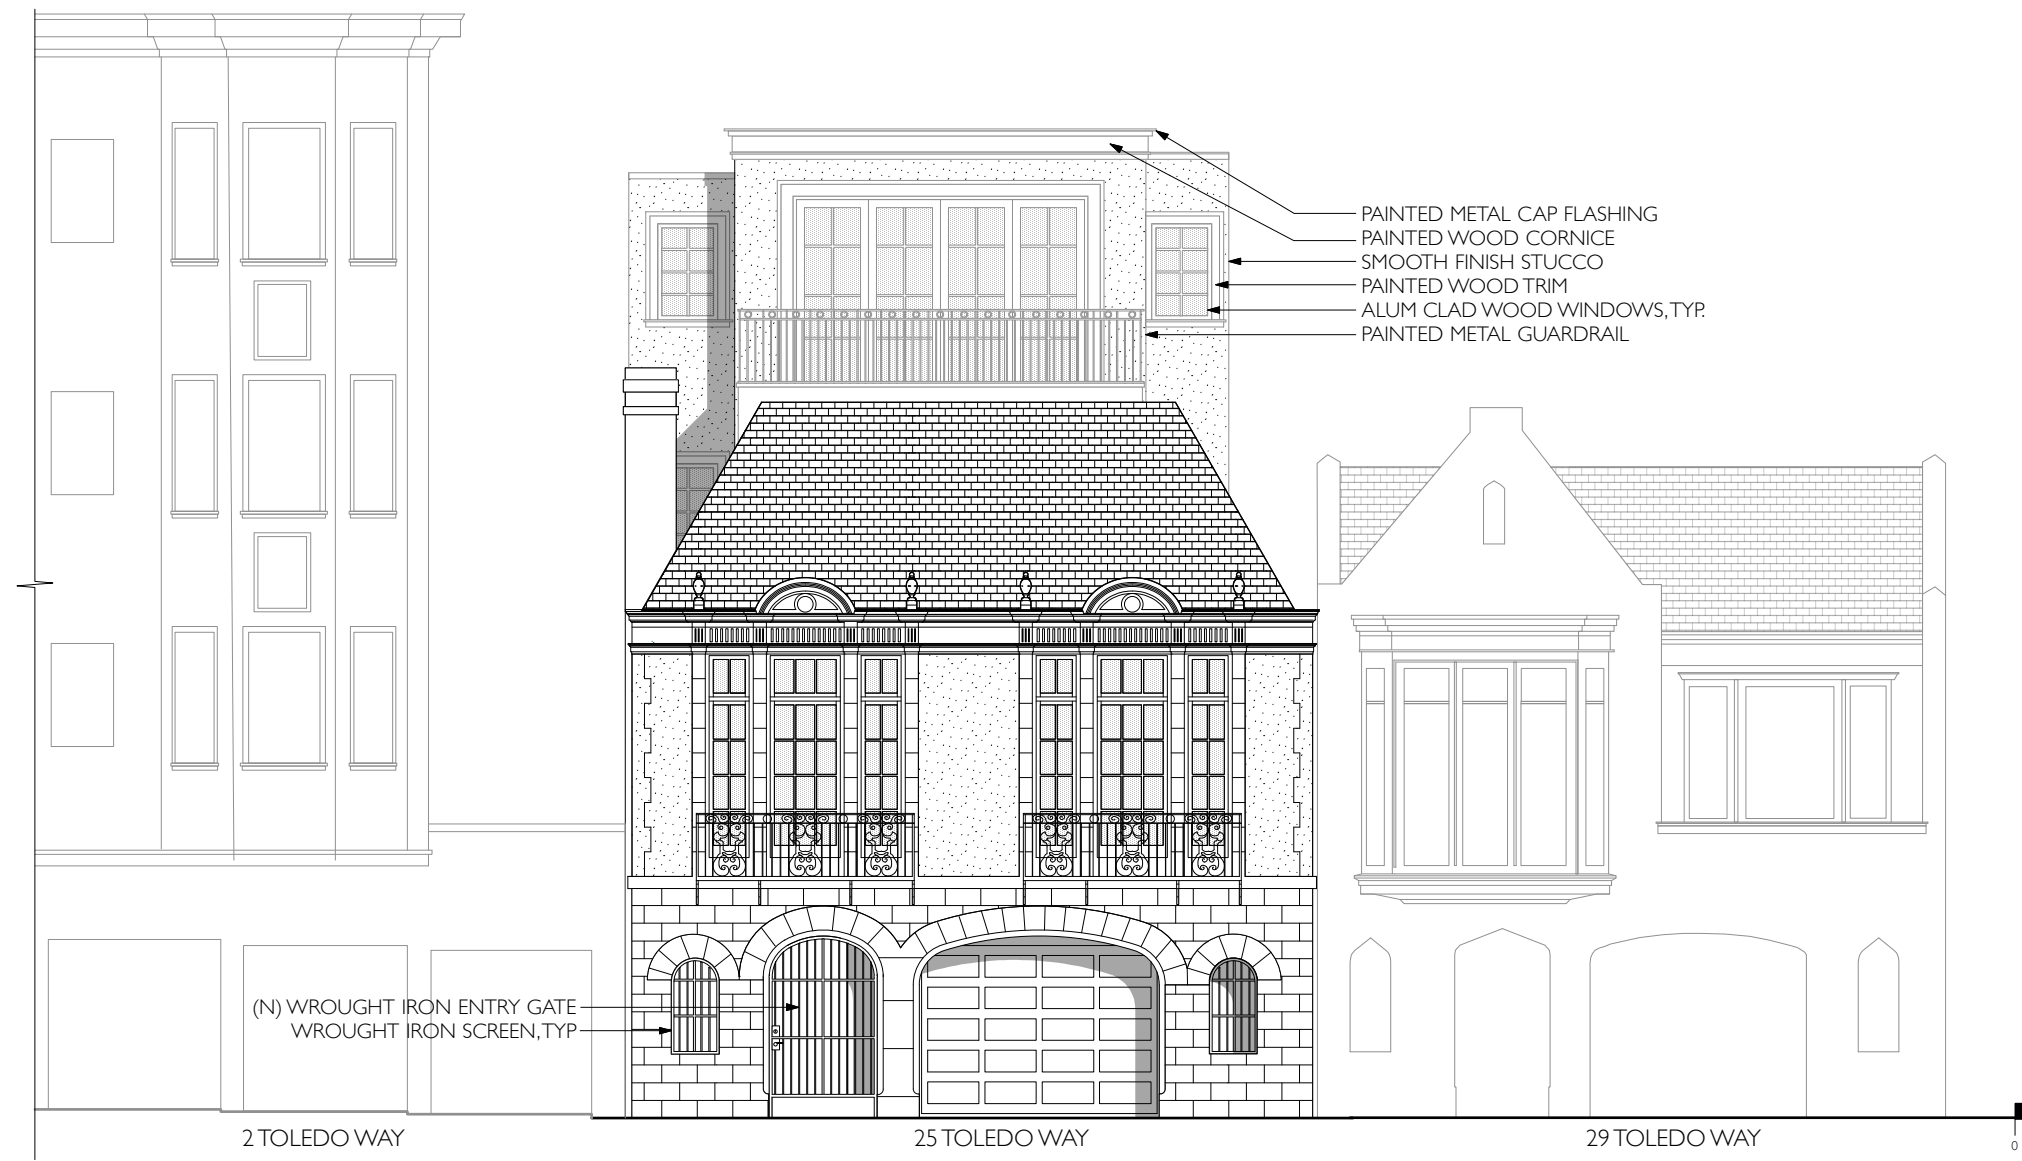 PAINTED METAL CAP FLASHING
PAINTED WOOD CORNICE
SMOOTH FINISH STUCCO
PAINTED WOOD TRIM
ALUM CLAD WOOD WINDOWS, TYP.
PAINTED METAL GUARDRAIL
(N) WROUGHT IRON ENTRY GATE
WROUGHT IRON SCREEN, TYP
2 TOLEDO WAY
25 TOLEDO WAY
29 TOLEDO WAY
0